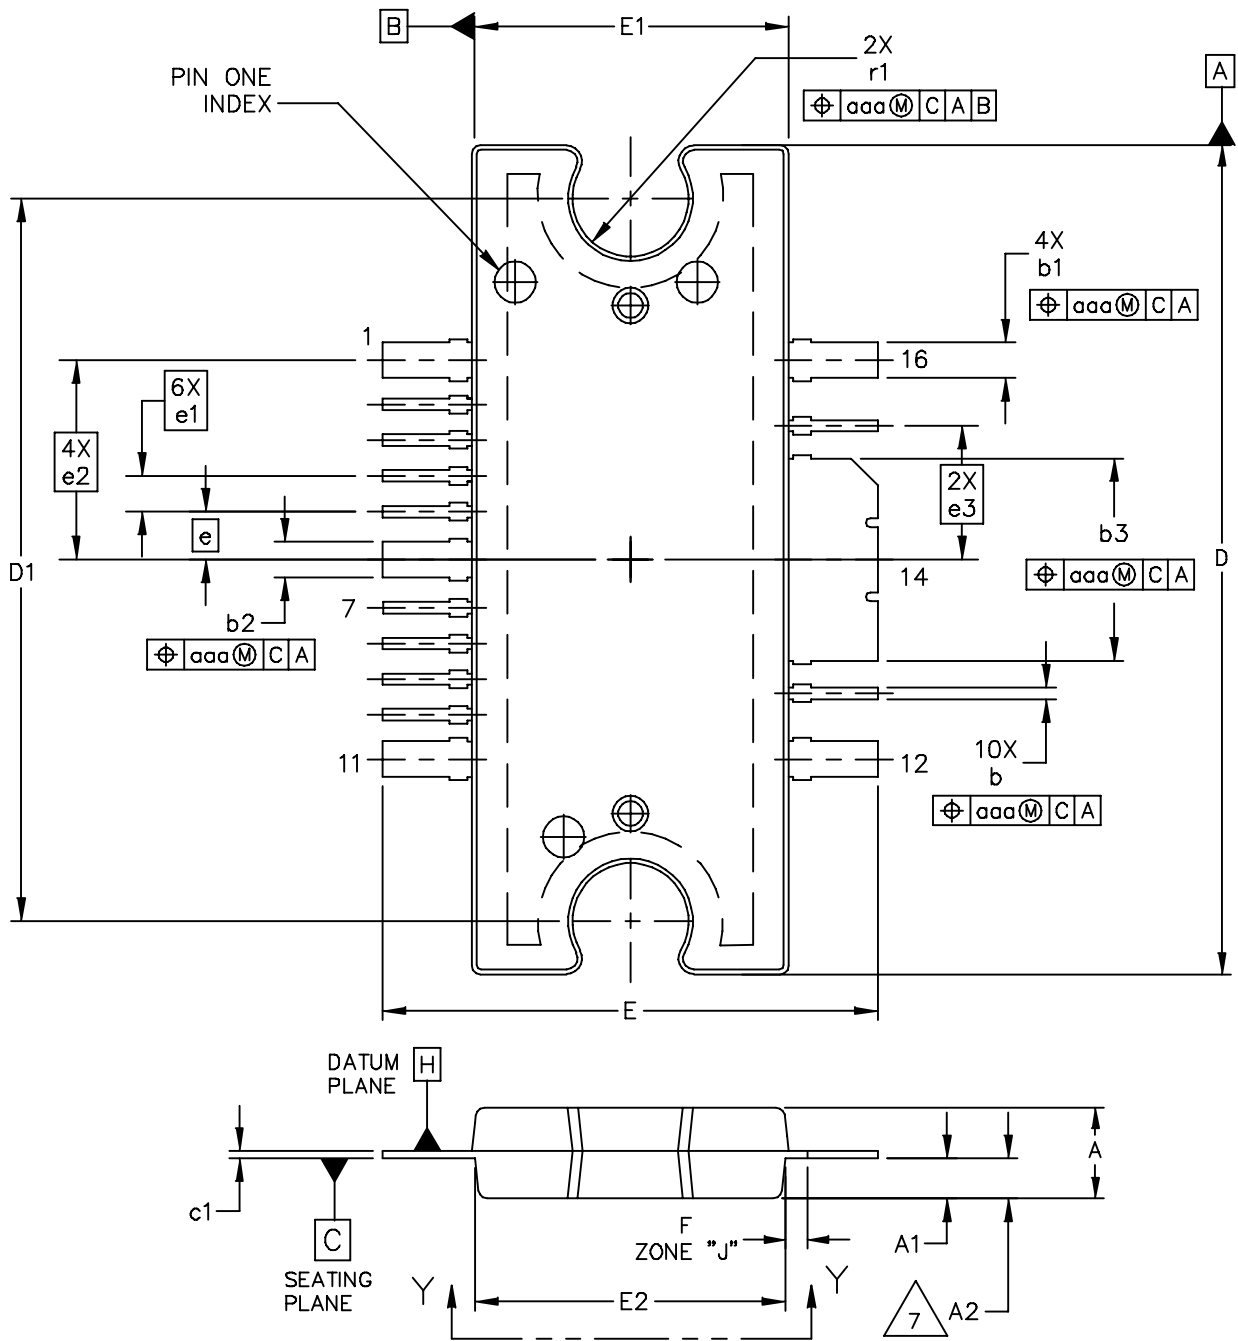 B
E1
2X
r1
⌖ aaa Ⓜ C A B
A
PIN ONE
INDEX
4X
b1
⌖ aaa Ⓜ C A
1
16
6X
e1
4X
e2
2X
e3
e
b3
⌖ aaa Ⓜ C A
D1
D
14
7
b2
⌖ aaa Ⓜ C A
11
12
10X
b
⌖ aaa Ⓜ C A
E
DATUM
PLANE
H
A
c1
C
SEATING
PLANE
F
ZONE "J"
A1
Y
E2
Y
7
A2